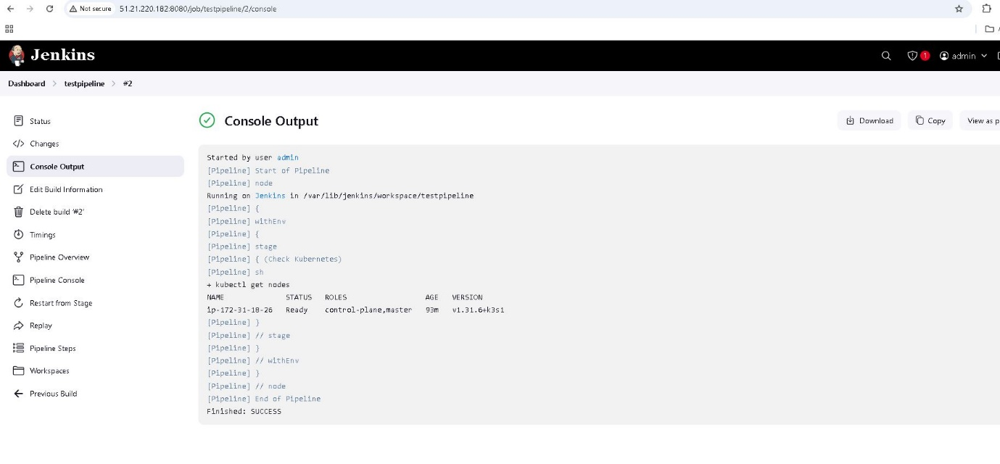 Not secure 51.21.220.182:8080/job/testpipeline/2/console
Jenkins
1 admin
Dashboard > testpipeline > #2
Status
Changes
Console Output
Edit Build Information
Delete build ‘#2’
Timings
Pipeline Overview
Pipeline Console
Restart from Stage
Replay
Pipeline Steps
Workspaces
Previous Build
Console Output
Download Copy View as p
Started by user admin
[Pipeline] Start of Pipeline
[Pipeline] node
Running on Jenkins in /var/lib/jenkins/workspace/testpipeline
[Pipeline] {
[Pipeline] withEnv
[Pipeline] {
[Pipeline] stage
[Pipeline] { (Check Kubernetes)
[Pipeline] sh
+ kubectl get nodes
NAME STATUS ROLES AGE VERSION
ip-172-31-18-26 Ready control-plane,master 93m v1.31.6+k3s1
[Pipeline] }
[Pipeline] // stage
[Pipeline] }
[Pipeline] // withEnv
[Pipeline] }
[Pipeline] // node
[Pipeline] End of Pipeline
Finished: SUCCESS